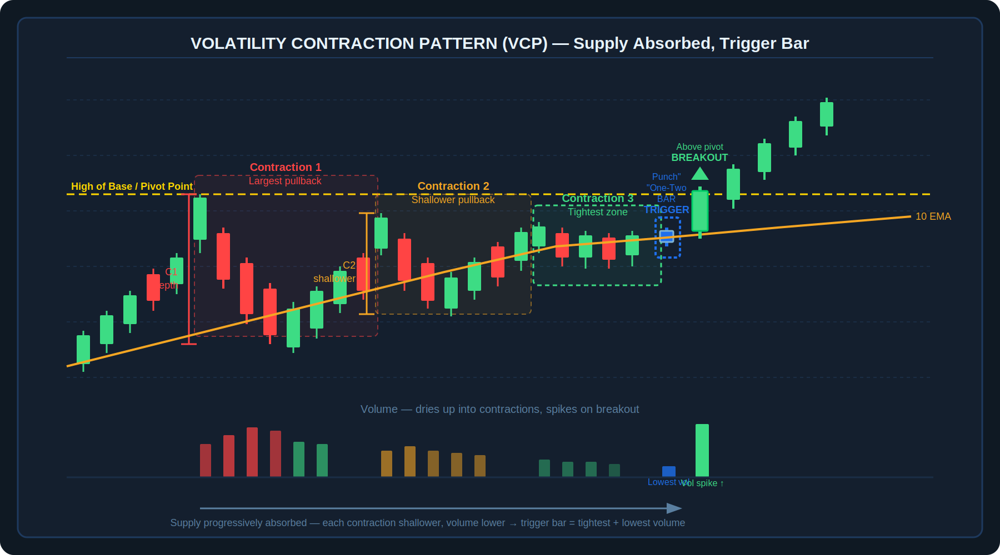 VOLATILITY CONTRACTION PATTERN (VCP) — Supply Absorbed, Trigger Bar
Above pivot
BREAKOUT
Contraction 1
Largest pullback
High of Base / Pivot Point
Contraction 2
Shallower pullback
Contraction 3
Tightest zone
Punch"
"One-Two
BAR
TRIGGER
10 EMA
C1
epth
C2
shallower
Volume — dries up into contractions, spikes on breakout
Lowest vol
Vol spike ↑
Supply progressively absorbed — each contraction shallower, volume lower → trigger bar = tightest + lowest volume